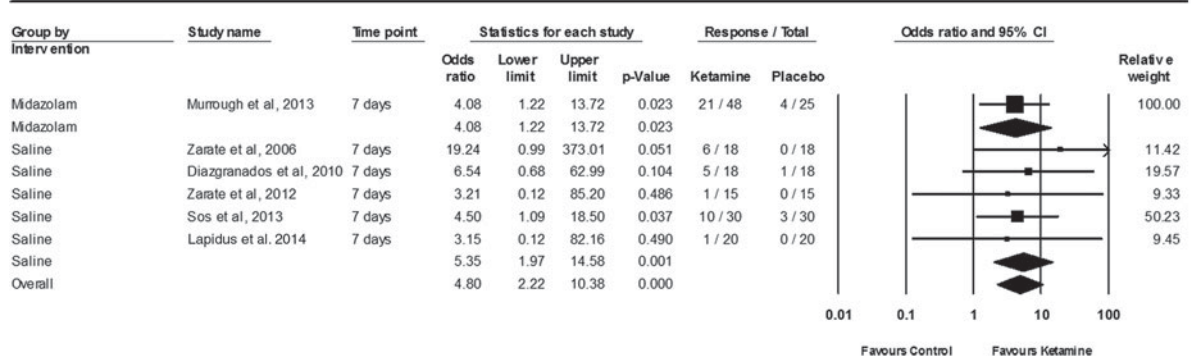 Group by Study name Time point Statistics for each study Response / Total Odds ratio and 95% CI
Intervention
Odds Lower Upper Relative
ratio limit limit p-Value Ketamine Placebo weight
Midazolam Murrough et al, 2013 7 days 4.08 1.22 13.72 0.023 21 / 48 4 / 25 100.00
Midazolam 4.08 1.22 13.72 0.023
Saline Zarate et al, 2006 7 days 19.24 0.99 373.01 0.051 6 / 18 0 / 18 11.42
Saline Diazgranados et al, 2010 7 days 6.54 0.68 62.99 0.104 5 / 18 1 / 18 19.57
Saline Zarate et al, 2012 7 days 3.21 0.12 85.20 0.486 1 / 15 0 / 15 9.33
Saline Sos et al, 2013 7 days 4.50 1.09 18.50 0.037 10 / 30 3 / 30 50.23
Saline Lapidus et al. 2014 7 days 3.15 0.12 82.16 0.490 1 / 20 0 / 20 9.45
Saline 5.35 1.97 14.58 0.001
Overall 4.80 2.22 10.38 0.000
0.01 0.1 1 10 100
Favours Control Favours Ketamine